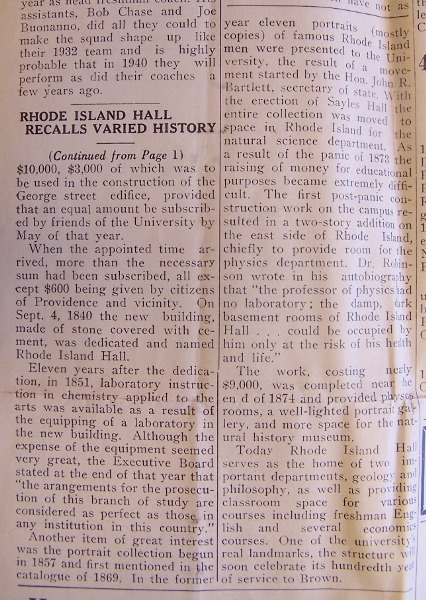 year as head freshman coach. His
assistants, Bob Chase and Joe
Buonanno, did all they could to
make the squad shape up like
their 1932 team and is highly
probable that in 1940 they will
perform as did their coaches a
few years ago.
RHODE ISLAND HALL
RECALLS VARIED HISTORY
(Continued from Page 1)
$10,000, $3,000 of which was to
be used in the construction of the
George street edifice, provided
that an equal amount be subscrib-
ed by friends of the University by
May of that year.
When the appointed time ar-
rived, more than the necessary
sum had been subscribed, all ex-
cept $600 being given by citizens
of Providence and vicinity. On
Sept. 4, 1840 the new building,
made of stone covered with ce-
ment, was dedicated and named
Rhode Island Hall.
Eleven years after the dedica-
tion, in 1851, laboratory instruc-
tion in chemistry applied to the
arts was available as a result of
the equipping of a laboratory in
the new building. Although the
expense of the equipment seemed
very great, the Executive Board
stated at the end of that year that
"the arangements for the prosecu-
tion of this branch of study are
considered as perfect as those in
any institution in this country."
Another item of great interest
was the portrait collection begun
in 1857 and first mentioned in the
catalogue of 1869. In the former
have not as
year eleven portraits (mostly
copies) of famous Rhode Island
men were presented to the Uni-
versity, the result of a move-
ment started by the Hon. John R.
Bartlett, secretary of state. With
the erection of Sayles Hall the
entire collection was moved to
space in Rhode Island for the
natural science department. As
a result of the panic of 1873 the
raising of money for educational
purposes became extremely diffi-
cult. The first post-panic con-
struction work on the campus re-
sulted in a two-story addition on
the east side of Rhode Island,
chiefly to provide room for the
physics department. Dr. Robin-
son wrote in his autobiography
that "the professor of physics had
no laboratory; the damp, dark
basement rooms of Rhode Island
Hall . . . could be occupied by
him only at the risk of his health
and life."
The work, costing nearly
$9,000, was completed near he
end of 1874 and provided physics
rooms, a well-lighted portrait gal-
lery, and more space for the nat-
ural history museum.
Today Rhode Island Hall
serves as the home of two im-
portant departments, geology and
philosophy, as well as providing
classroom space for various
courses including freshman Eng-
lish and several economics
courses. One of the university's
real landmarks, the structure will
soon celebrate its hundredth year
of service to Brown.